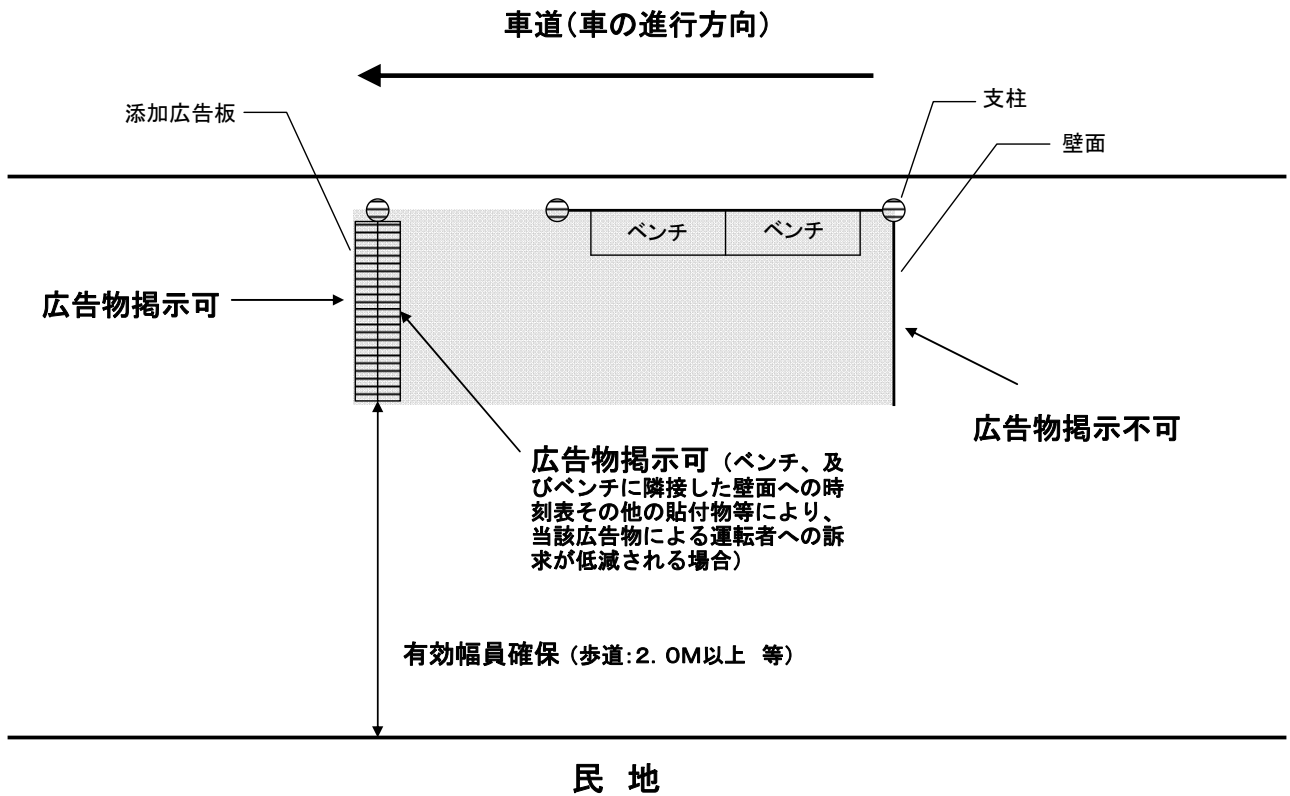 車道(車の進行方向)
添加広告板
支柱
壁面
ベンチ
ベンチ
広告物掲示可
広告物掲示不可
広告物掲示可（ベンチ、及
びベンチに隣接した壁面への時
刻表その他の貼付物等により、
当該広告物による運転者への訴
求が低減される場合）
有効幅員確保（歩道:2．0M以上　等）
民　地